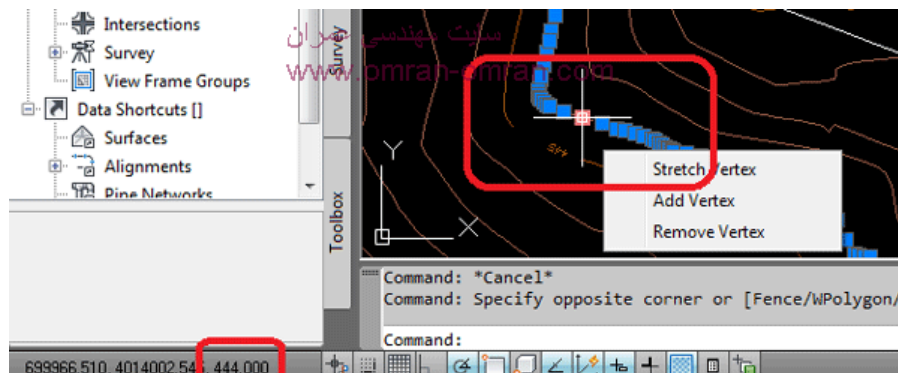 Intersections
Survey
View Frame Groups
Data Shortcuts []
Surfaces
Alignments
Pipe Networks
Survey
Toolbox
سایت مهندسی عمران
www.omran-omran.com
Y
X
544
Stretch Vertex
Add Vertex
Remove Vertex
Command: *Cancel*
Command: Specify opposite corner or [Fence/WPolygon/
Command:
699966.510, 4014002.545, 444.000